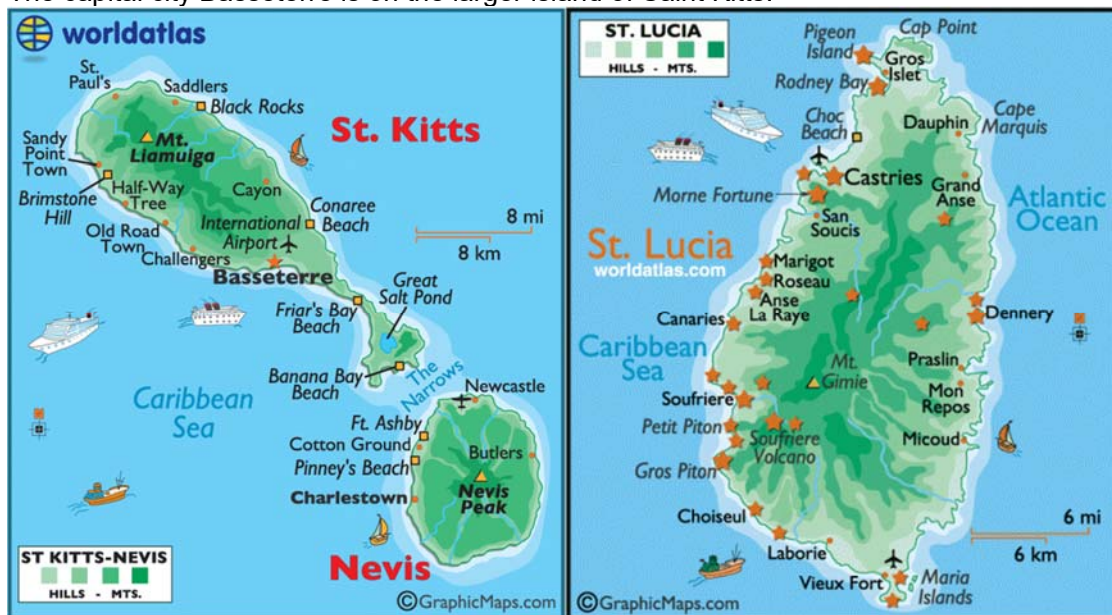 The capital city Basseterre is on the larger island of Saint Kitts.
worldatlas
St.
Paul's
Saddlers
Black Rocks
St. Kitts
Mt.
Liamuiga
Sandy
Point
Town
Brimstone
Hill
Half-Way
Tree
Cayon
International
Airport
Conaree
Beach
8 mi
8 km
Old Road
Town
Challengers
Basseterre
Great
Salt Pond
Friar's Bay
Beach
Banana Bay
Beach
The
Narrows
Caribbean
Sea
Newcastle
Ft. Ashby
Cotton Ground
Pinney's Beach
Butlers
Charlestown
Nevis
Peak
Nevis
ST KITTS-NEVIS
HILLS - MTS.
©GraphicMaps.com
ST. LUCIA
HILLS - MTS.
Pigeon
Island
Cap Point
Gros
Islet
Rodney Bay
Choc
Beach
Dauphin
Cape
Marquis
Castries
Morne Fortune
Grand
Anse
Atlantic
Ocean
San
Soucis
St. Lucia
worldatlas.com
Marigot
Roseau
Anse
La Raye
Canaries
Dennery
Caribbean
Sea
Mt.
Gimie
Praslin
Mon
Repos
Soufriere
Petit Piton
Soufriere
Volcano
Micoud
Gros Piton
Choiseul
6 mi
6 km
Laborie
Vieux Fort
Maria
Islands
©GraphicMaps.com